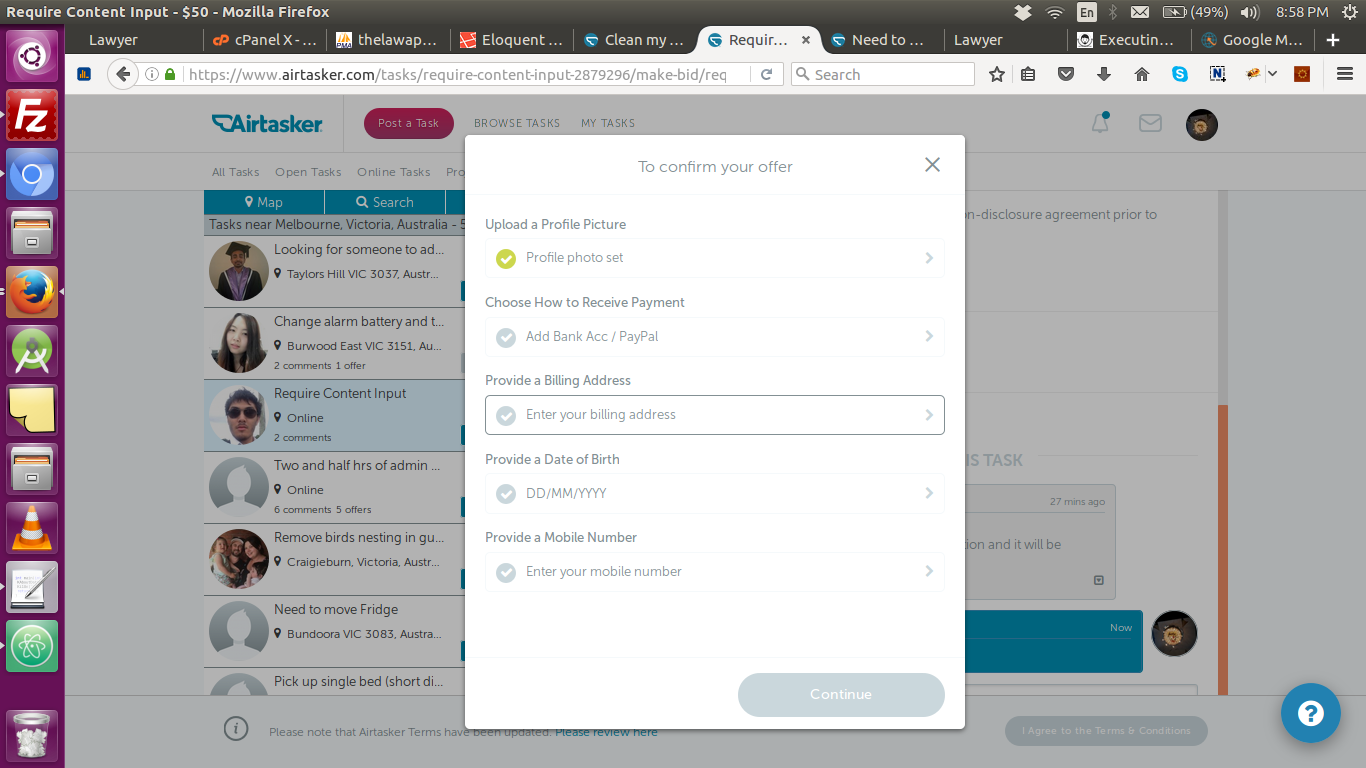 Require Content Input - $50 - Mozilla Firefox
En
(49%)
8:58 PM
Lawyer
cPanel X - ...
thelawap...
Eloquent ...
Clean my ...
Requir...
Need to ...
Lawyer
Executin...
Google M...
https://www.airtasker.com/tasks/require-content-input-2879296/make-bid/req
Search
Airtasker
Post a Task
BROWSE TASKS
MY TASKS
All Tasks
Open Tasks
Online Tasks
Pro
Map
Search
Tasks near Melbourne, Victoria, Australia - 5
Looking for someone to ad...
Taylors Hill VIC 3037, Austr...
Change alarm battery and t...
Burwood East VIC 3151, Au...
2 comments 1 offer
Require Content Input
Online
2 comments
Two and half hrs of admin ...
Online
6 comments 5 offers
Remove birds nesting in gu...
Craigieburn, Victoria, Austr...
Need to move Fridge
Bundoora VIC 3083, Austra...
Pick up single bed (short di...
To confirm your offer
Upload a Profile Picture
Profile photo set
Choose How to Receive Payment
Add Bank Acc / PayPal
Provide a Billing Address
Enter your billing address
Provide a Date of Birth
DD/MM/YYYY
Provide a Mobile Number
Enter your mobile number
Continue
n-disclosure agreement prior to
IS TASK
27 mins ago
ion and it will be
Now
Please note that Airtasker Terms have been updated. Please review here
I Agree to the Terms & Conditions